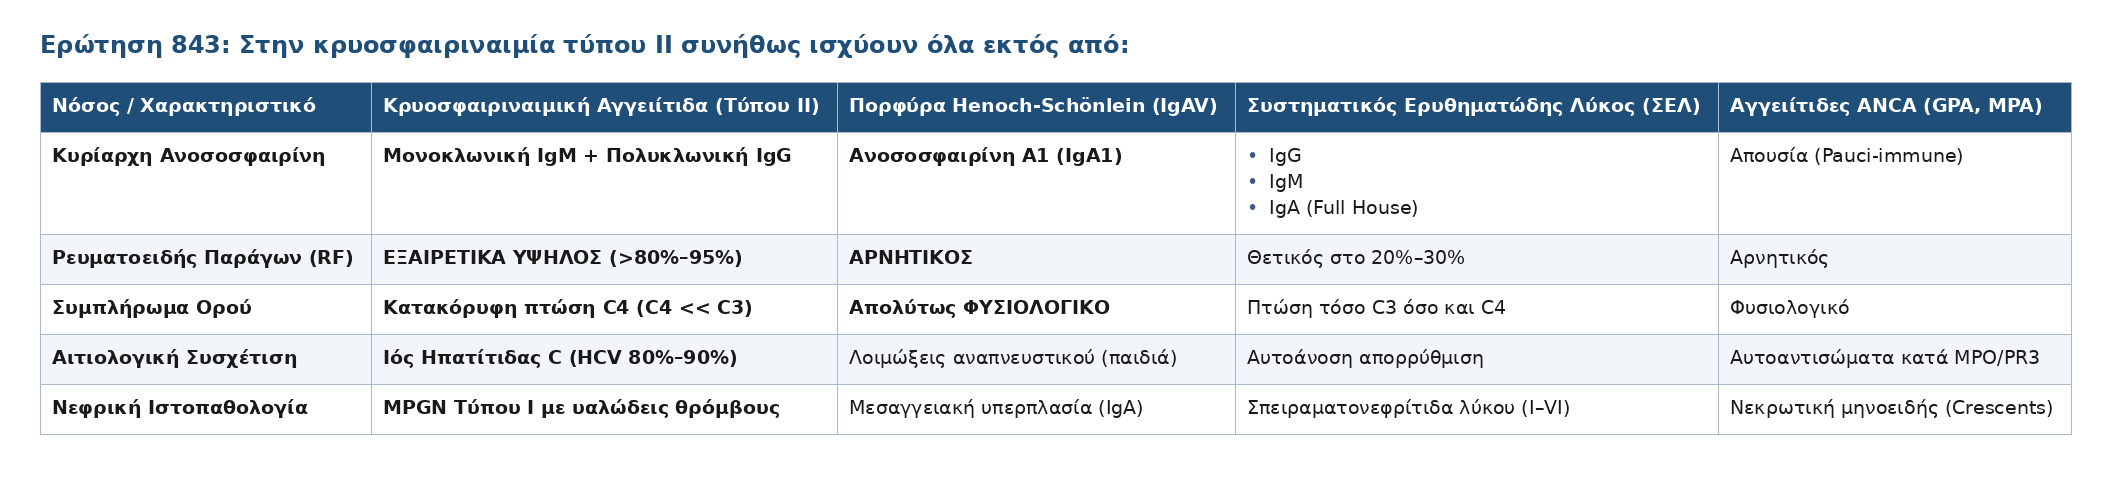 Ερώτηση 843: Στην κρυοσφαιριναιμία τύπου II συνήθως ισχύουν όλα εκτός από:
Νόσος / Χαρακτηριστικό Κρυοσφαιριναιμική Αγγειίτιδα (Τύπου II) Πορφύρα Henoch-Schönlein (IgAV) Συστηματικός Ερυθηματώδης Λύκος (ΣΕΛ) Αγγειίτιδες ANCA (GPA, MPA)
Κυρίαρχη Ανοσοσφαιρίνη Μονοκλωνική IgM + Πολυκλωνική IgG Ανοσοσφαιρίνη A1 (IgA1) • IgG Απουσία (Pauci-immune)
• IgM
• IgA (Full House)
Ρευματοειδής Παράγων (RF) ΕΞΑΙΡΕΤΙΚΑ ΥΨΗΛΟΣ (>80%–95%) ΑΡΝΗΤΙΚΟΣ Θετικός στο 20%–30% Αρνητικός
Συμπλήρωμα Ορού Κατακόρυφη πτώση C4 (C4 << C3) Απολύτως ΦΥΣΙΟΛΟΓΙΚΟ Πτώση τόσο C3 όσο και C4 Φυσιολογικό
Αιτιολογική Συσχέτιση Ιός Ηπατίτιδας C (HCV 80%–90%) Λοιμώξεις αναπνευστικού (παιδιά) Αυτοάνοση απορρύθμιση Αυτοαντισώματα κατά MPO/PR3
Νεφρική Ιστοπαθολογία MPGN Τύπου I με υαλώδεις θρόμβους Μεσαγγειακή υπερπλασία (IgA) Σπειραματονεφρίτιδα λύκου (I–VI) Νεκρωτική μηνοειδής (Crescents)